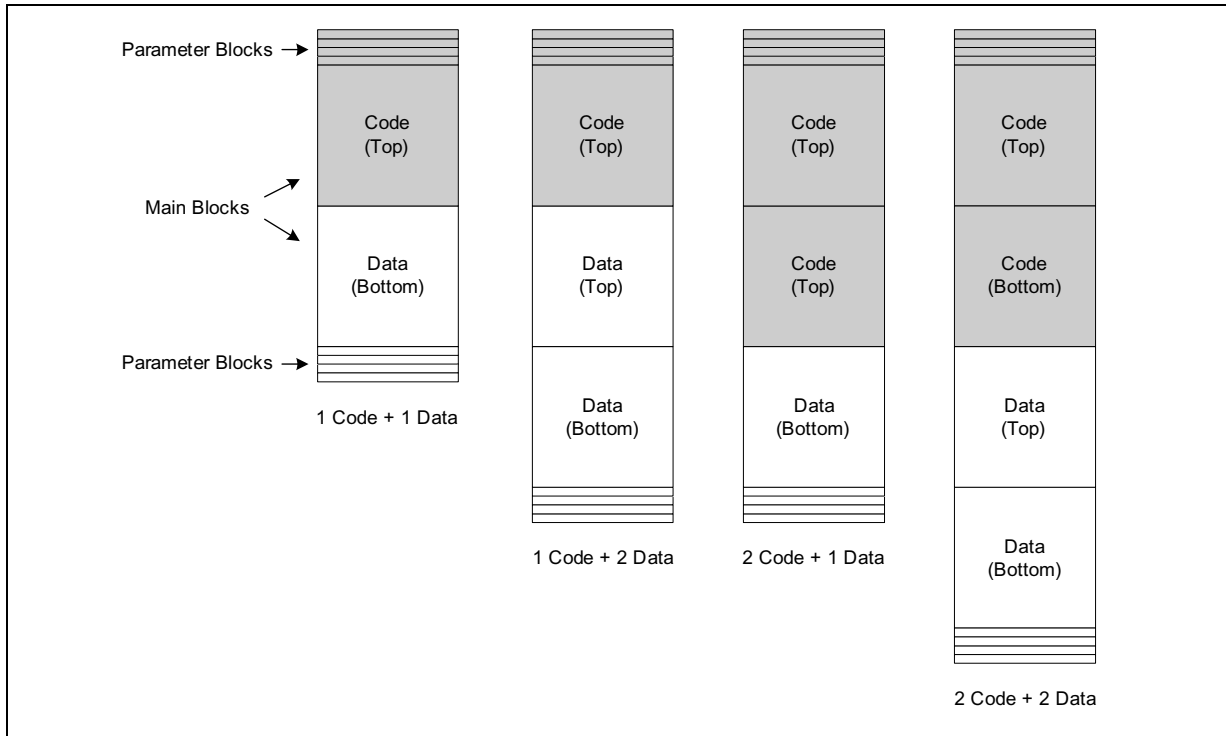 Parameter Blocks
Main Blocks
Parameter Blocks
Code
(Top)
Data
(Bottom)
1 Code + 1 Data
Code
(Top)
Data
(Top)
Data
(Bottom)
1 Code + 2 Data
Code
(Top)
Code
(Top)
Data
(Bottom)
2 Code + 1 Data
Code
(Top)
Code
(Bottom)
Data
(Top)
Data
(Bottom)
2 Code + 2 Data